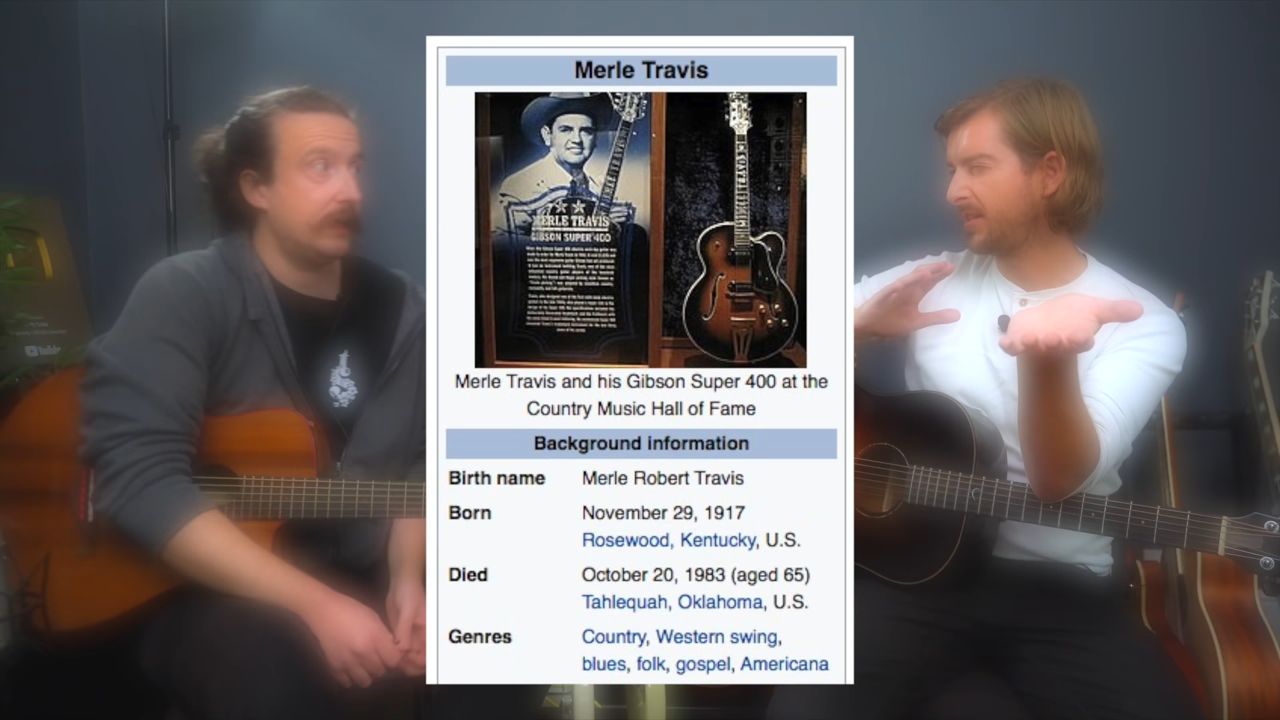 Merle Travis
MERLE TRAVIS
GIBSON SUPER 400
Merle Travis and his Gibson Super 400 at the
Country Music Hall of Fame
Background information
Birth name Merle Robert Travis
Born November 29, 1917
Rosewood, Kentucky, U.S.
Died October 20, 1983 (aged 65)
Tahlequah, Oklahoma, U.S.
Genres Country, Western swing,
blues, folk, gospel, Americana
YouTube